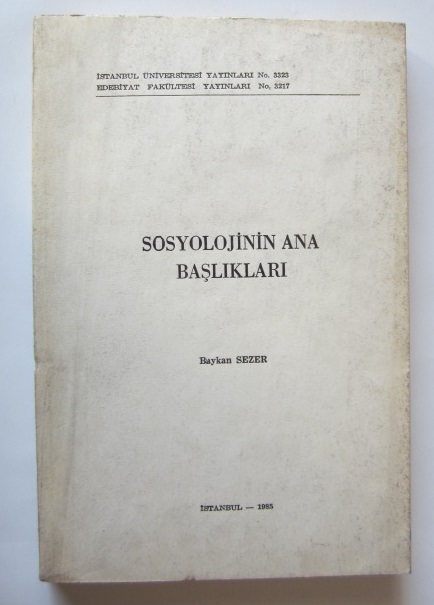 İSTANBUL ÜNİVERSİTESİ YAYINLARI No. 3323
EDEBİYAT FAKÜLTESİ YAYINLARI No. 3217
SOSYOLOJİNİN ANA
BAŞLIKLARI
Baykan SEZER
İSTANBUL — 1985